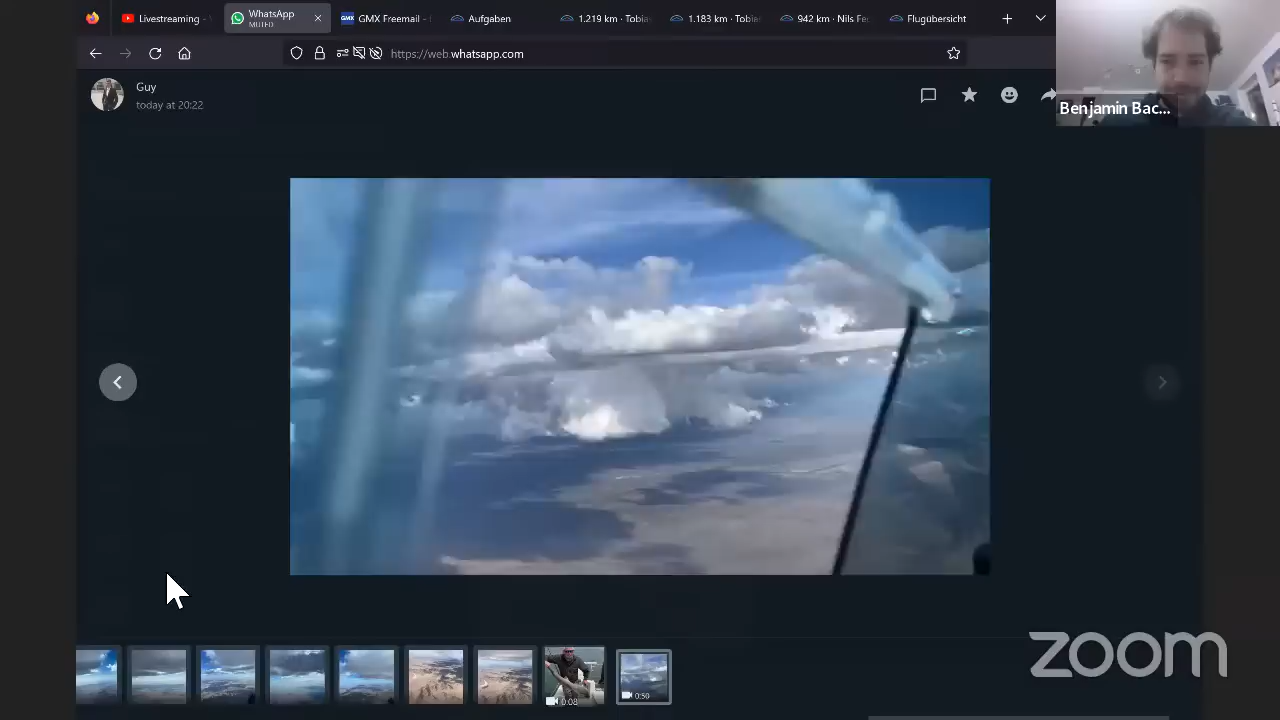 Livestreaming -
WhatsApp
MUTED
GMX Freemail -
Aufgaben
1.219 km · Tobia
1.183 km · Tobia
942 km · Nils Fe
Flugübersicht
https://web.whatsapp.com
Guy
today at 20:22
Benjamin Bac...
0:08
0:50
zoom